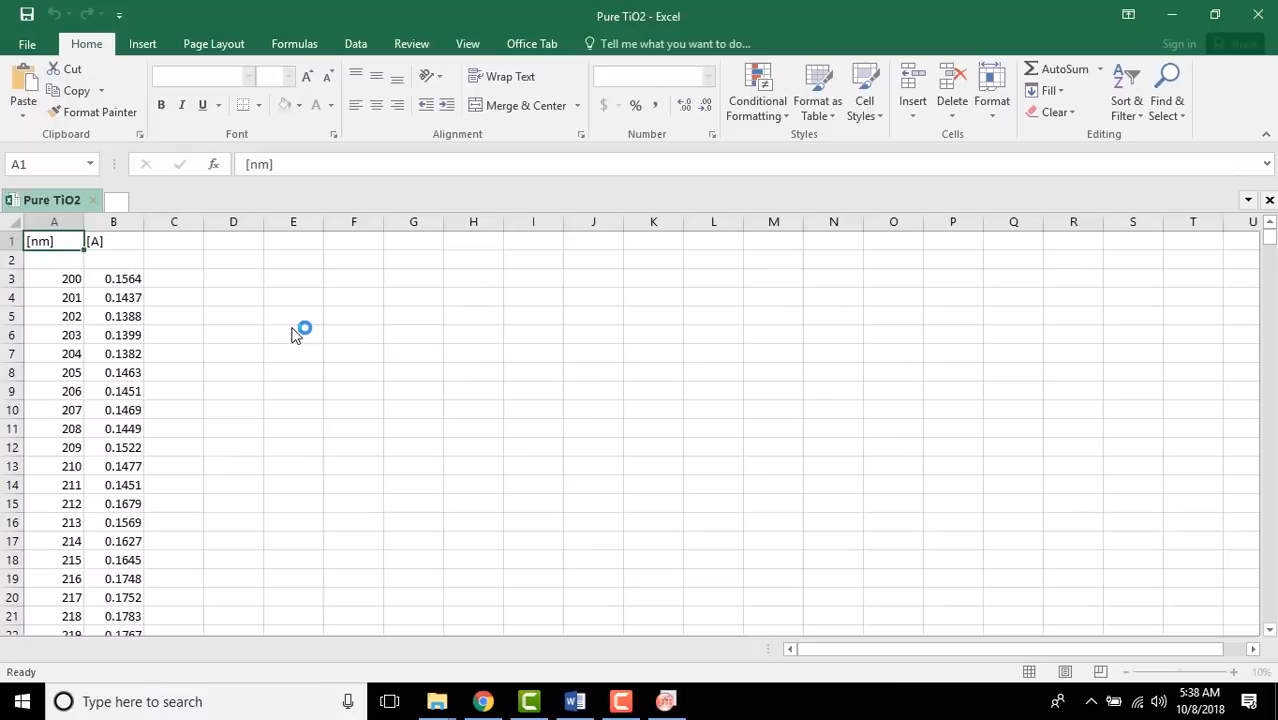 Pure TiO2 - Excel
File Home Insert Page Layout Formulas Data Review View Office Tab Tell me what you want to do... Sign in Share
Paste Cut Copy Format Painter
B I U A A A Wrap Text Merge & Center $ % , Conditional Formatting Format as Table Cell Styles Insert Delete Format AutoSum Fill Clear Sort & Filter Find & Select
Clipboard Font Alignment Number Styles Cells Editing
A1 fx [nm]
Pure TiO2
A B C D E F G H I J K L M N O P Q R S T U
1 [nm] [A]
2
3 200 0.1564
4 201 0.1437
5 202 0.1388
6 203 0.1399
7 204 0.1382
8 205 0.1463
9 206 0.1451
10 207 0.1469
11 208 0.1449
12 209 0.1522
13 210 0.1477
14 211 0.1451
15 212 0.1679
16 213 0.1569
17 214 0.1627
18 215 0.1645
19 216 0.1748
20 217 0.1752
21 218 0.1783
22 219 0.1767
Ready 10%
Type here to search
5:38 AM
10/8/2018